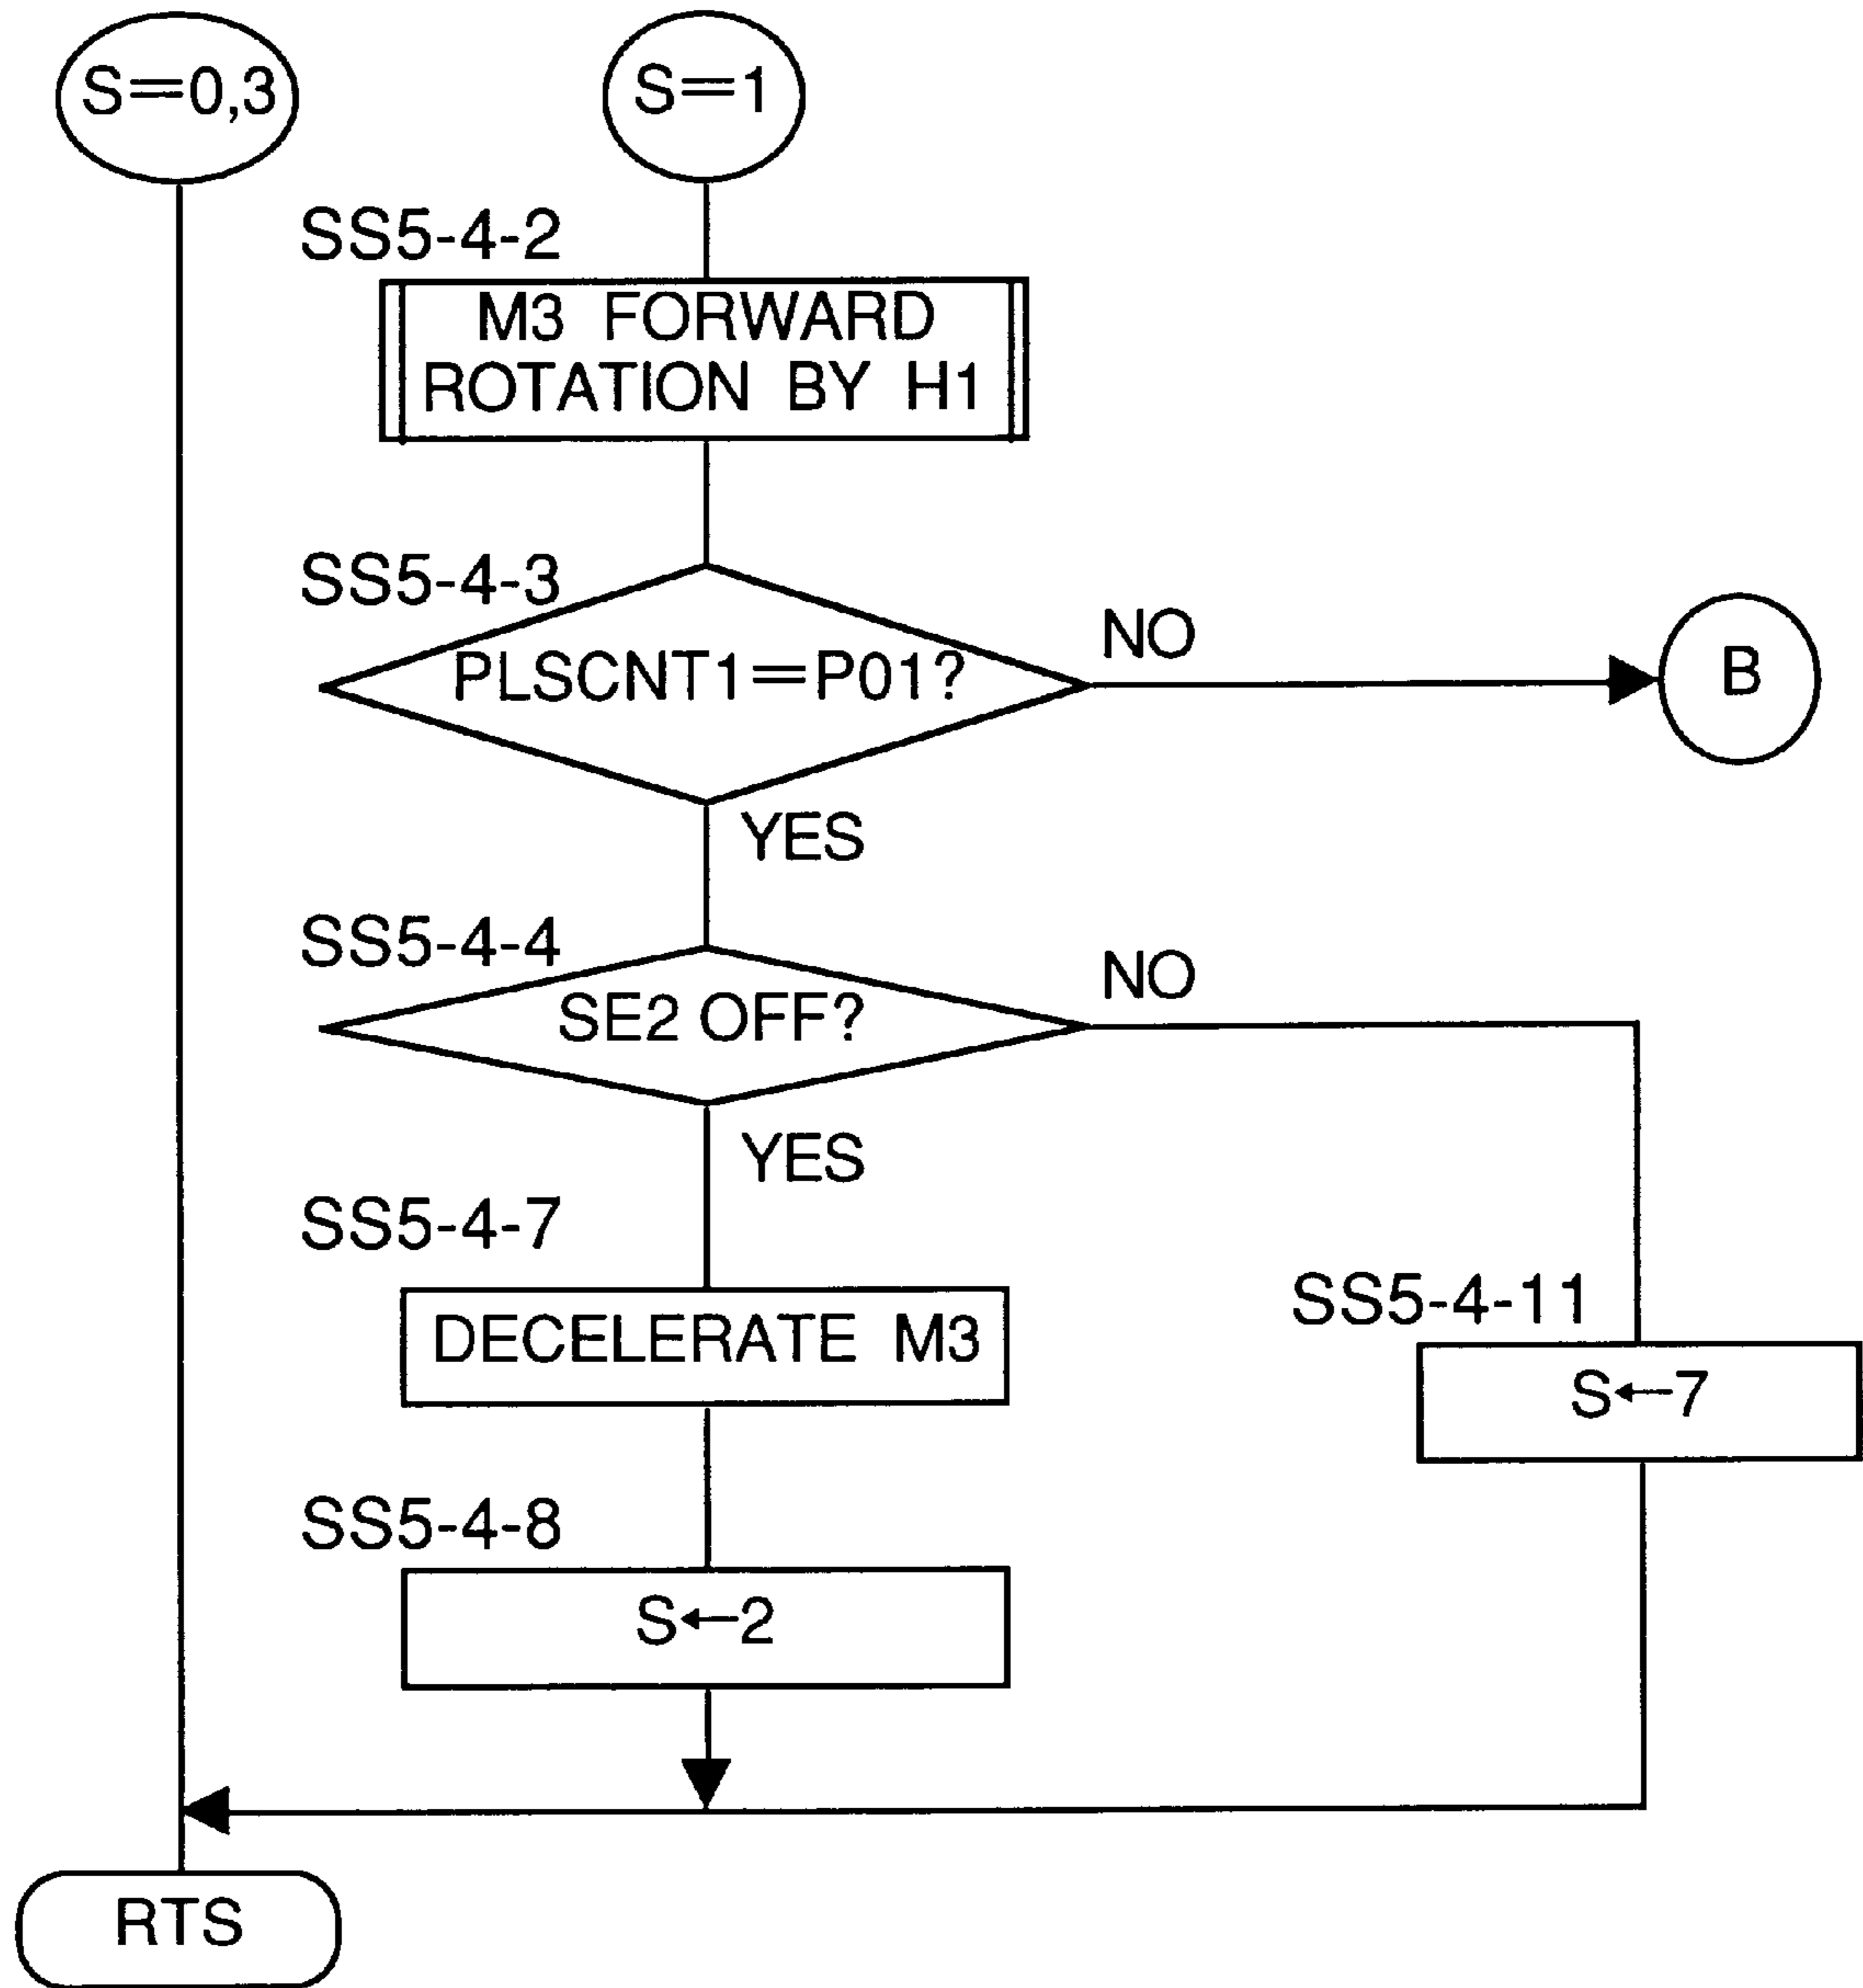 S=0,3
S=1
SS5-4-2
M3 FORWARD
ROTATION BY H1
SS5-4-3
PLSCNT1=P01?
NO
B
YES
SS5-4-4
SE2 OFF?
NO
YES
SS5-4-7
DECELERATE M3
SS5-4-11
S←7
SS5-4-8
S←2
RTS